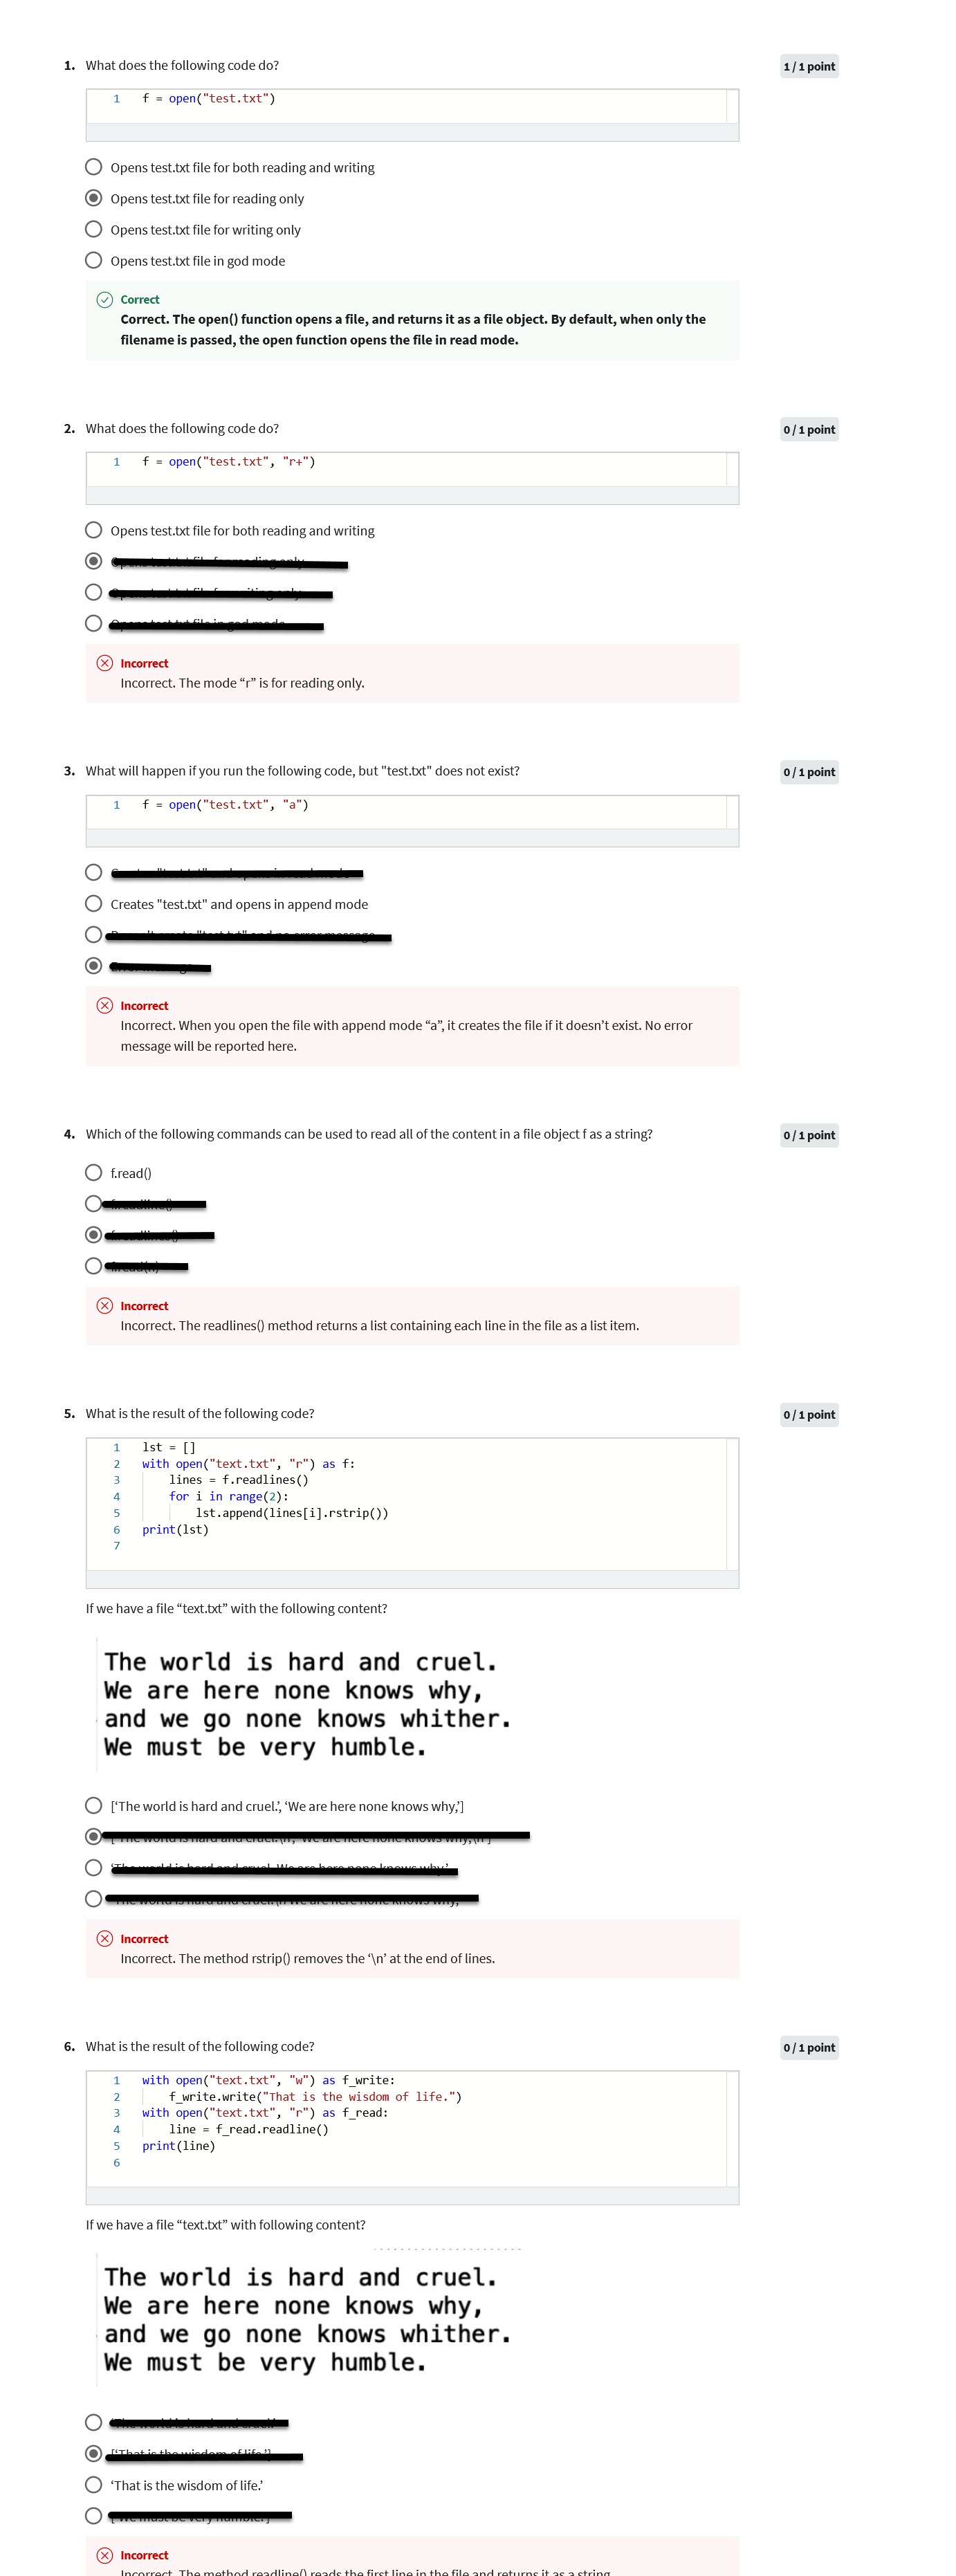 1. What does the following code do?
1 / 1 point
1 f = open("test.txt")
Opens test.txt file for both reading and writing
Opens test.txt file for reading only
Opens test.txt file for writing only
Opens test.txt file in god mode
Correct
Correct. The open() function opens a file, and returns it as a file object. By default, when only the
filename is passed, the open function opens the file in read mode.
2. What does the following code do?
0 / 1 point
1 f = open("test.txt", "r+")
Opens test.txt file for both reading and writing
Incorrect
Incorrect. The mode “r” is for reading only.
3. What will happen if you run the following code, but "test.txt" does not exist?
0 / 1 point
1 f = open("test.txt", "a")
Creates "test.txt" and opens in append mode
Incorrect
Incorrect. When you open the file with append mode “a”, it creates the file if it doesn’t exist. No error
message will be reported here.
4. Which of the following commands can be used to read all of the content in a file object f as a string?
0 / 1 point
f.read()
Incorrect
Incorrect. The readlines() method returns a list containing each line in the file as a list item.
5. What is the result of the following code?
0 / 1 point
1 lst = []
2 with open("text.txt", "r") as f:
3 lines = f.readlines()
4 for i in range(2):
5 lst.append(lines[i].rstrip())
6 print(lst)
7
If we have a file “text.txt” with the following content?
The world is hard and cruel.
We are here none knows why,
and we go none knows whither.
We must be very humble.
[‘The world is hard and cruel.’, ‘We are here none knows why,’]
Incorrect
Incorrect. The method rstrip() removes the ‘\n’ at the end of lines.
6. What is the result of the following code?
0 / 1 point
1 with open("text.txt", "w") as f_write:
2 f_write.write("That is the wisdom of life.")
3 with open("text.txt", "r") as f_read:
4 line = f_read.readline()
5 print(line)
6
If we have a file “text.txt” with following content?
The world is hard and cruel.
We are here none knows why,
and we go none knows whither.
We must be very humble.
‘That is the wisdom of life.’
Incorrect
Incorrect. The method readline() reads the first line in the file and returns it as a string